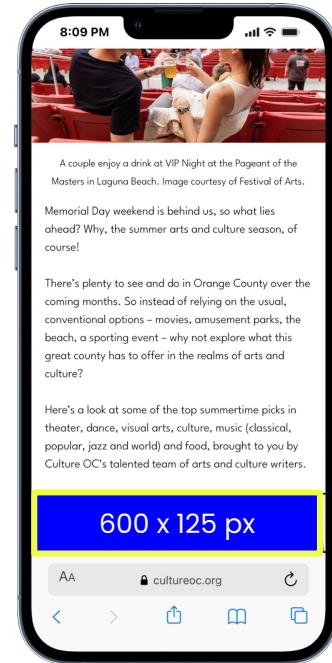 8:09 PM
A couple enjoy a drink at VIP Night at the Pageant of the
Masters in Laguna Beach. Image courtesy of Festival of Arts.
Memorial Day weekend is behind us, so what lies
ahead? Why, the summer arts and culture season, of
course!
There's plenty to see and do in Orange County over the
coming months. So instead of relying on the usual,
conventional options – movies, amusement parks, the
beach, a sporting event – why not explore what this
great county has to offer in the realms of arts and
culture?
Here's a look at some of the top summertime picks in
theater, dance, visual arts, culture, music (classical,
popular, jazz and world) and food, brought to you by
Culture OC's talented team of arts and culture writers.
600 x 125 px
AA cultureoc.org